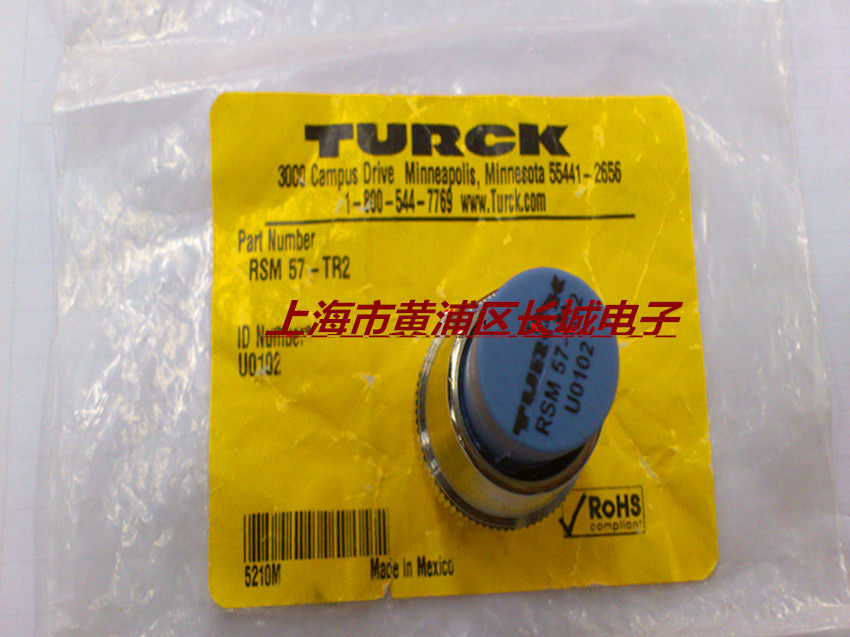 TURCK
3000 Campus Drive Minneapolis, Minnesota 55441-2656
1-800-544-7769 www.Turck.com
Part Number
RSM 57-TR2
上海市黄浦区长城电子
ID Number
U0102
TURCK
RSM 57-
U0102
RoHS
compliant
5210M
Made in Mexico